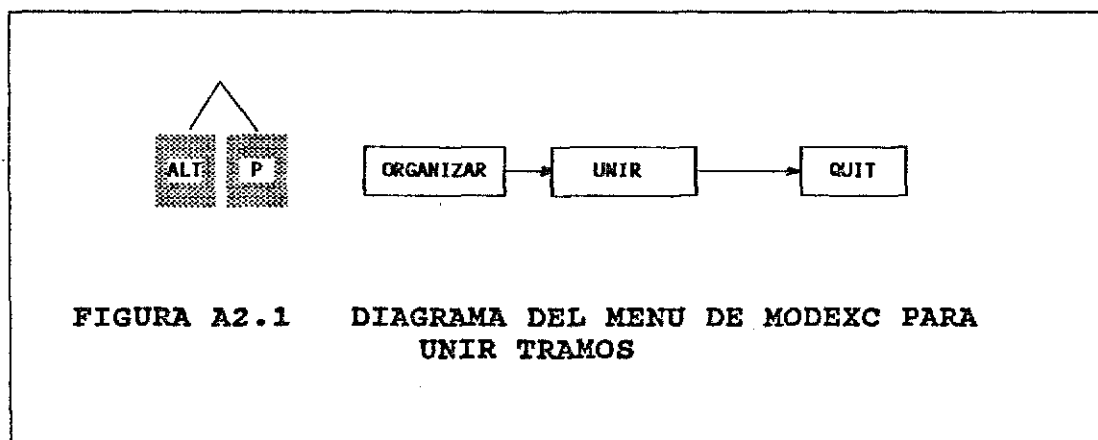 ALT P ORGANIZAR UNIR QUIT
FIGURA A2.1 DIAGRAMA DEL MENU DE MODEXC PARA
UNIR TRAMOS